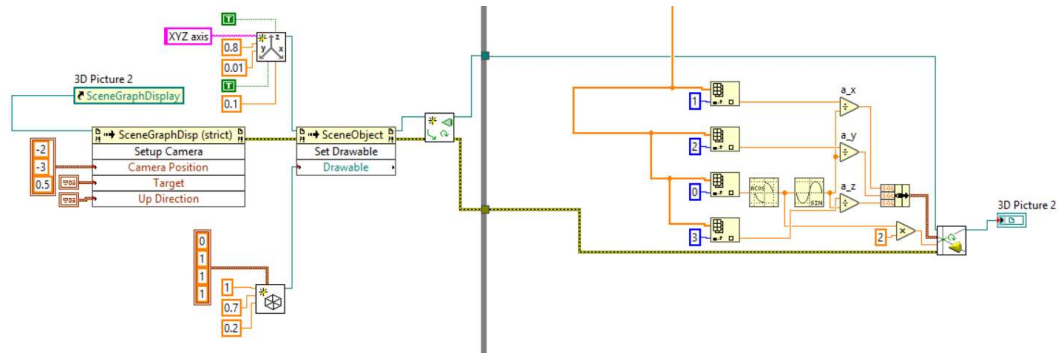 T
XYZ axis
0.8
0.01
T
0.1
z
y
x
3D Picture 2
SceneGraphDisplay
SceneGraphDisp (strict)
Setup Camera
Camera Position
Target
Up Direction
-2
-3
0.5
SceneObject
Set Drawable
Drawable
0
1
1
1
1
0.7
0.2
1
2
0
3
a_x
a_y
a_z
ACOS
SIN
2
3D Picture 2